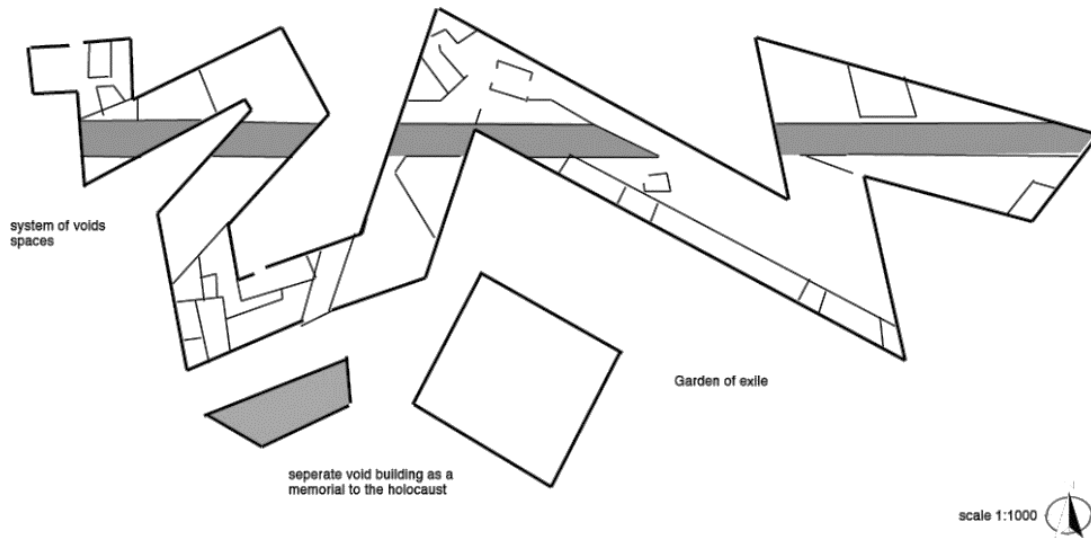 system of voids
spaces
Garden of exile
seperate void building as a
memorial to the holocaust
scale 1:1000